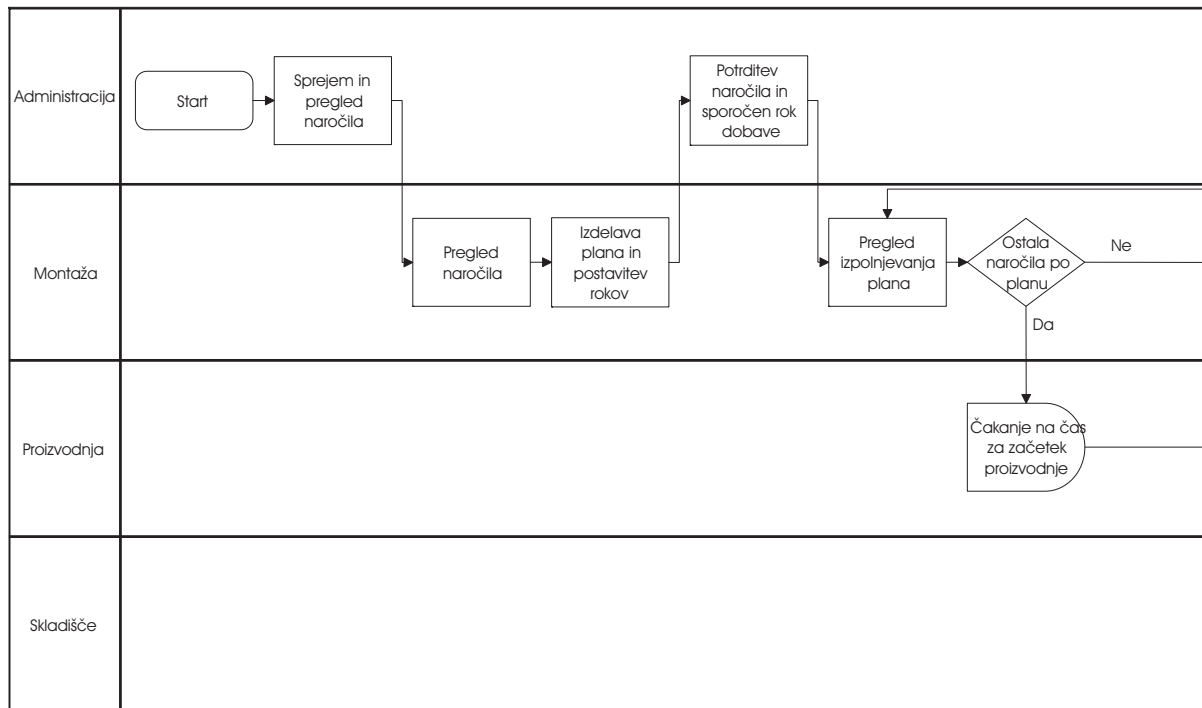 Administracija
Start
Sprejem in
pregled
naročila
Potrditev
naročila in
sporočen rok
dobave
Montaža
Pregled
naročila
Izdelava
plana in
postavitev
rokov
Pregled
izpolnjevanja
plana
Ostala
naročila po
planu
Ne
Da
Proizvodnja
Čakanje na čas
za začetek
proizvodnje
Skladišče